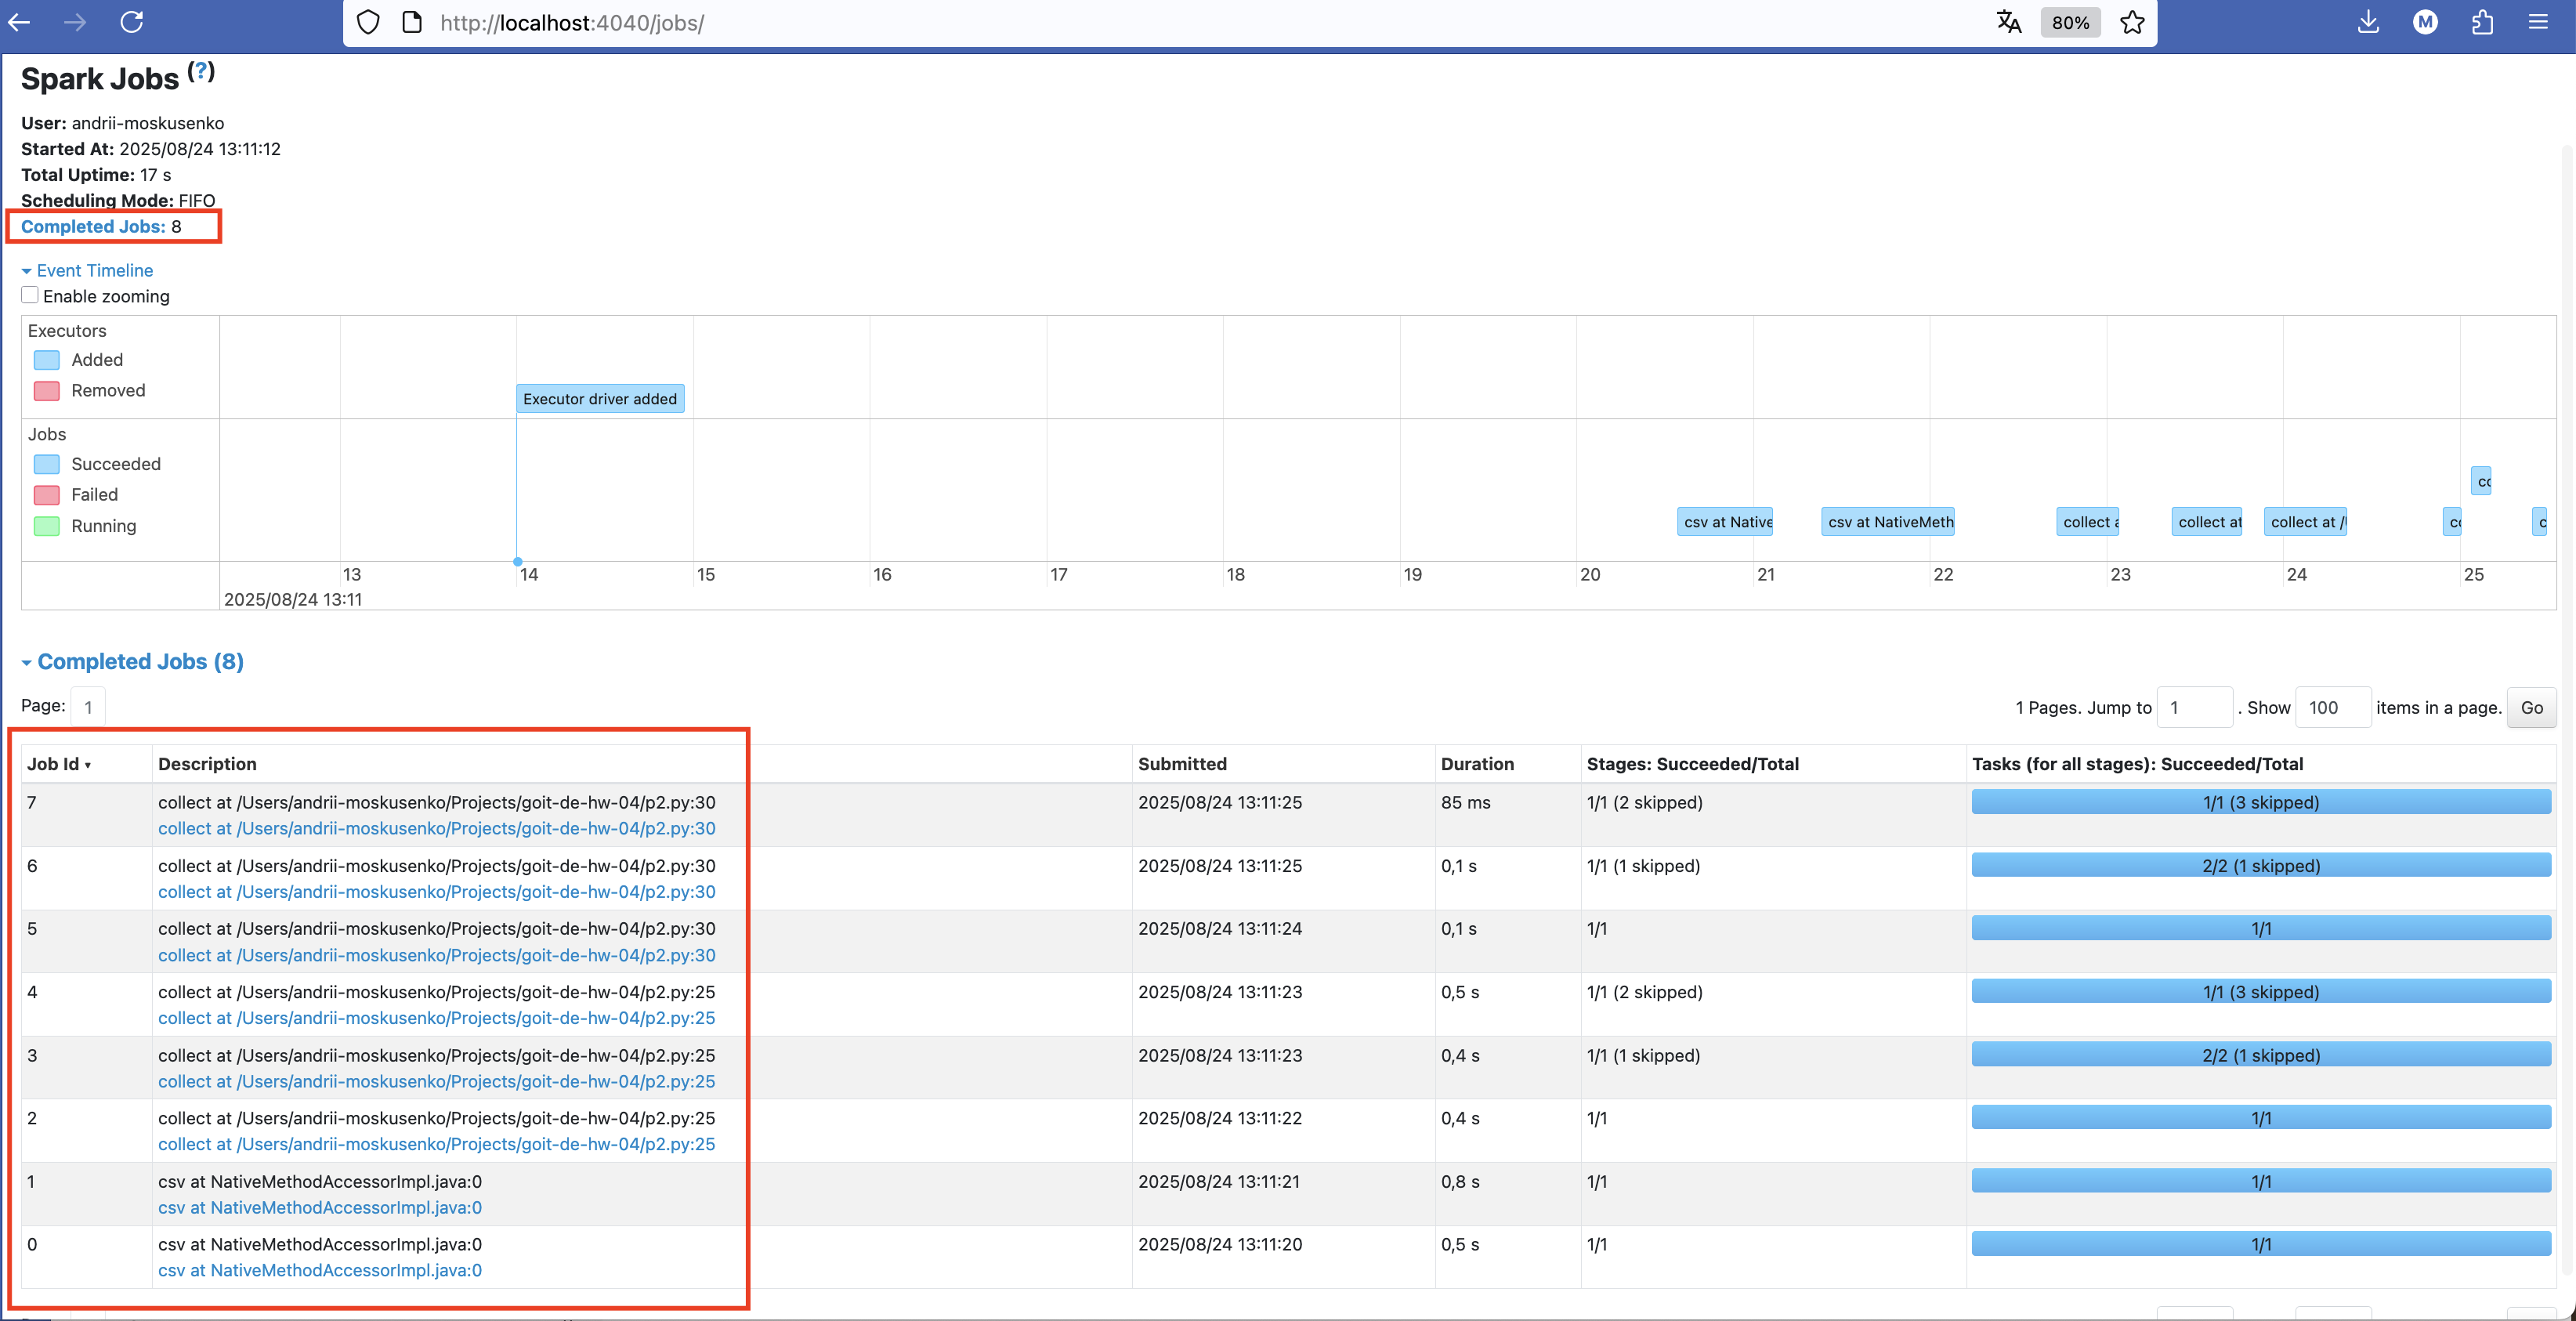 http://localhost:4040/jobs/
80%
M
Spark Jobs (?)
User: andrii-moskusenko
Started At: 2025/08/24 13:11:12
Total Uptime: 17 s
Scheduling Mode: FIFO
Completed Jobs: 8
Event Timeline
Enable zooming
Executors
Added
Removed
Executor driver added
Jobs
Succeeded
Failed
Running
csv at Native
csv at NativeMeth
collect a
collect at
collect at /
13 14 15 16 17 18 19 20 21 22 23 24 25
2025/08/24 13:11
Completed Jobs (8)
Page: 1
1 Pages. Jump to 1 . Show 100 items in a page. Go
Job Id ▾ Description Submitted Duration Stages: Succeeded/Total Tasks (for all stages): Succeeded/Total
7 collect at /Users/andrii-moskusenko/Projects/goit-de-hw-04/p2.py:30 2025/08/24 13:11:25 85 ms 1/1 (2 skipped) 1/1 (3 skipped)
collect at /Users/andrii-moskusenko/Projects/goit-de-hw-04/p2.py:30
6 collect at /Users/andrii-moskusenko/Projects/goit-de-hw-04/p2.py:30 2025/08/24 13:11:25 0,1 s 1/1 (1 skipped) 2/2 (1 skipped)
collect at /Users/andrii-moskusenko/Projects/goit-de-hw-04/p2.py:30
5 collect at /Users/andrii-moskusenko/Projects/goit-de-hw-04/p2.py:30 2025/08/24 13:11:24 0,1 s 1/1 1/1
collect at /Users/andrii-moskusenko/Projects/goit-de-hw-04/p2.py:30
4 collect at /Users/andrii-moskusenko/Projects/goit-de-hw-04/p2.py:25 2025/08/24 13:11:23 0,5 s 1/1 (2 skipped) 1/1 (3 skipped)
collect at /Users/andrii-moskusenko/Projects/goit-de-hw-04/p2.py:25
3 collect at /Users/andrii-moskusenko/Projects/goit-de-hw-04/p2.py:25 2025/08/24 13:11:23 0,4 s 1/1 (1 skipped) 2/2 (1 skipped)
collect at /Users/andrii-moskusenko/Projects/goit-de-hw-04/p2.py:25
2 collect at /Users/andrii-moskusenko/Projects/goit-de-hw-04/p2.py:25 2025/08/24 13:11:22 0,4 s 1/1 1/1
collect at /Users/andrii-moskusenko/Projects/goit-de-hw-04/p2.py:25
1 csv at NativeMethodAccessorImpl.java:0 2025/08/24 13:11:21 0,8 s 1/1 1/1
csv at NativeMethodAccessorImpl.java:0
0 csv at NativeMethodAccessorImpl.java:0 2025/08/24 13:11:20 0,5 s 1/1 1/1
csv at NativeMethodAccessorImpl.java:0